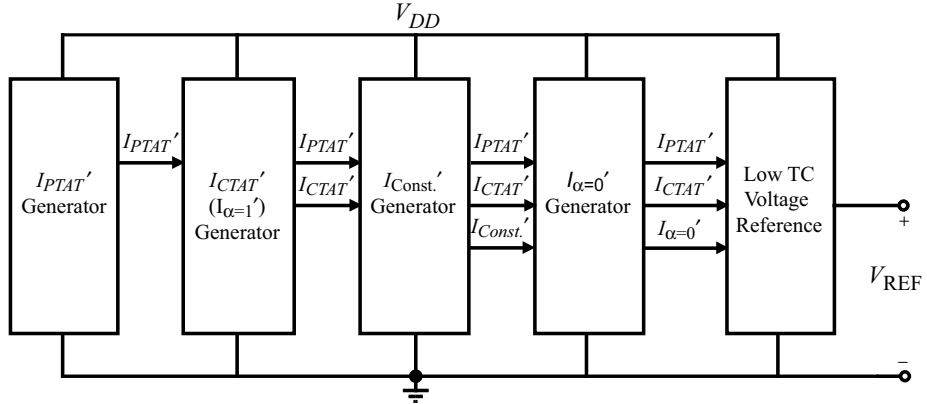 V_DD
I_PTAT′
Generator
I_PTAT′
I_CTAT′
(I_α=1′)
Generator
I_PTAT′
I_CTAT′
I_Const.′
Generator
I_PTAT′
I_CTAT′
I_Const.′
I_α=0′
Generator
I_PTAT′
I_CTAT′
I_α=0′
Low TC
Voltage
Reference
+
V_REF
−